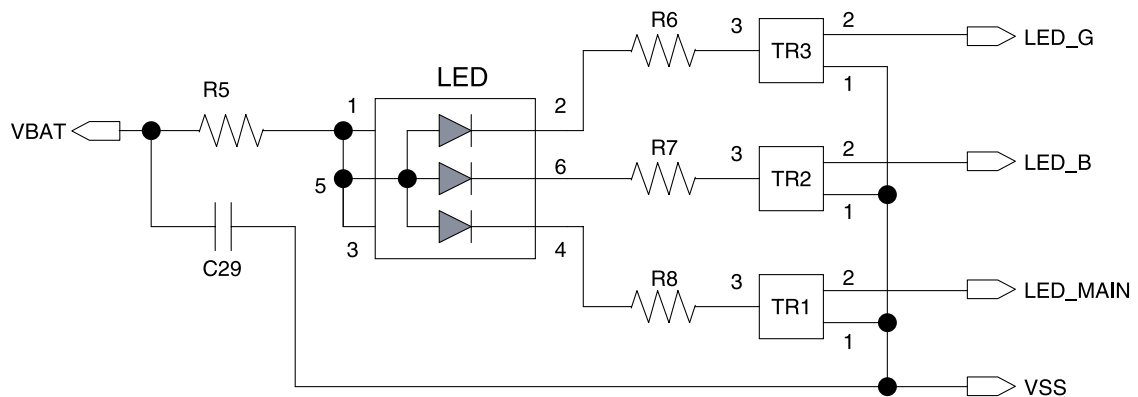 R6
3
2
TR3
LED_G
1
LED
R5
1
2
VBAT
R7
3
2
TR2
LED_B
5
6
1
3
4
C29
R8
3
2
TR1
LED_MAIN
1
VSS